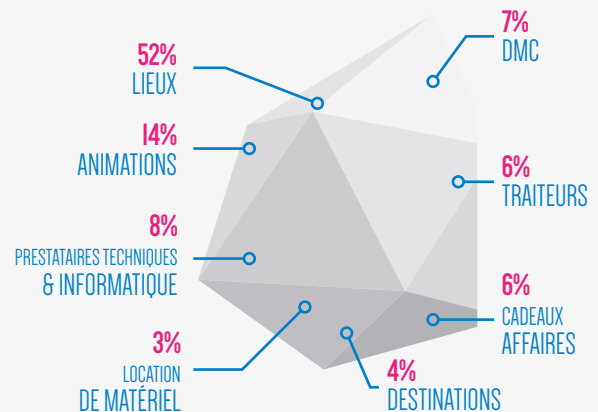 52%
LIEUX
14%
ANIMATIONS
8%
PRESTATAIRES TECHNIQUES
& INFORMATIQUE
3%
LOCATION
DE MATÉRIEL
7%
DMC
6%
TRAITEURS
6%
CADEAUX
AFFAIRES
4%
DESTINATIONS